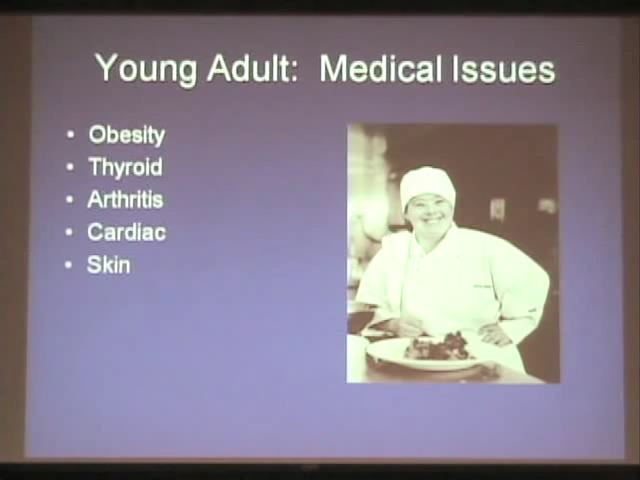 Young Adult: Medical Issues
• Obesity
• Thyroid
• Arthritis
• Cardiac
• Skin